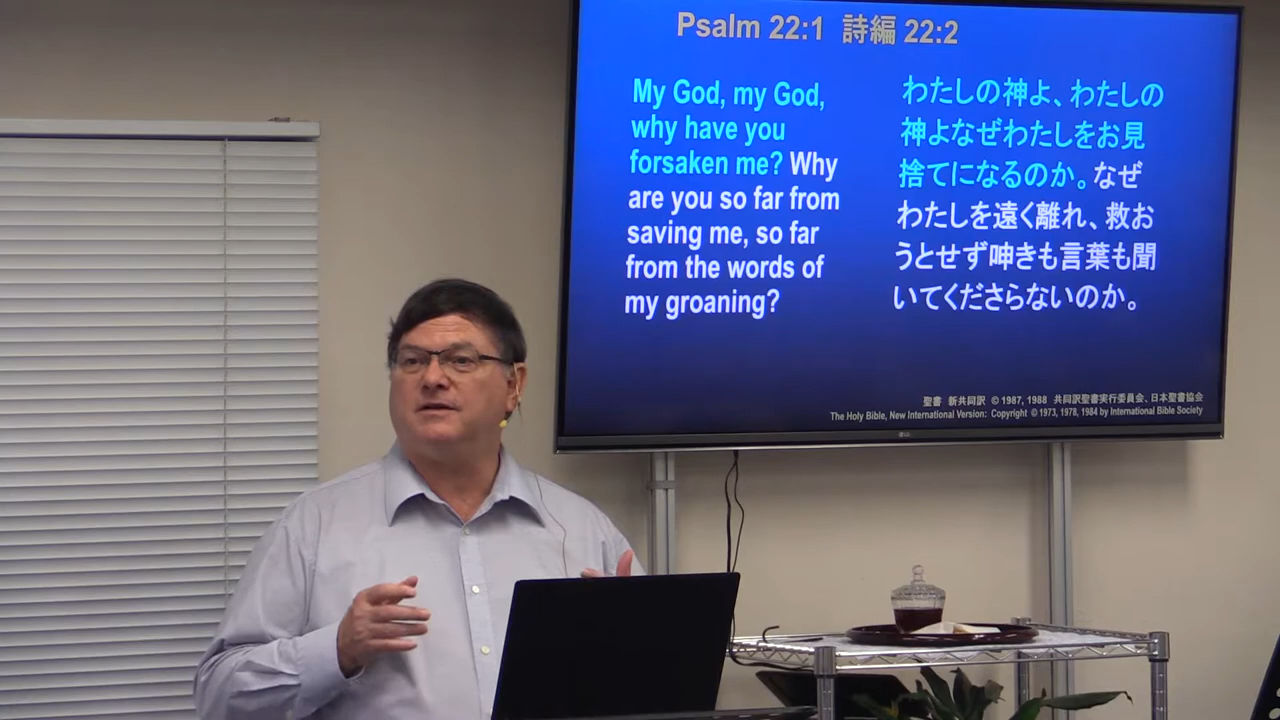 Psalm 22:1 詩編 22:2
My God, my God,
why have you
forsaken me? Why
are you so far from
saving me, so far
from the words of
my groaning?
わたしの神よ、わたしの
神よなぜわたしをお見
捨てになるのか。なぜ
わたしを遠く離れ、救お
うとせず呻きも言葉も聞
いてくださらないのか。
聖書 新共同訳 © 1987, 1988 共同訳聖書実行委員会、日本聖書協会
The Holy Bible, New International Version: Copyright © 1973, 1978, 1984 by International Bible Society
LG